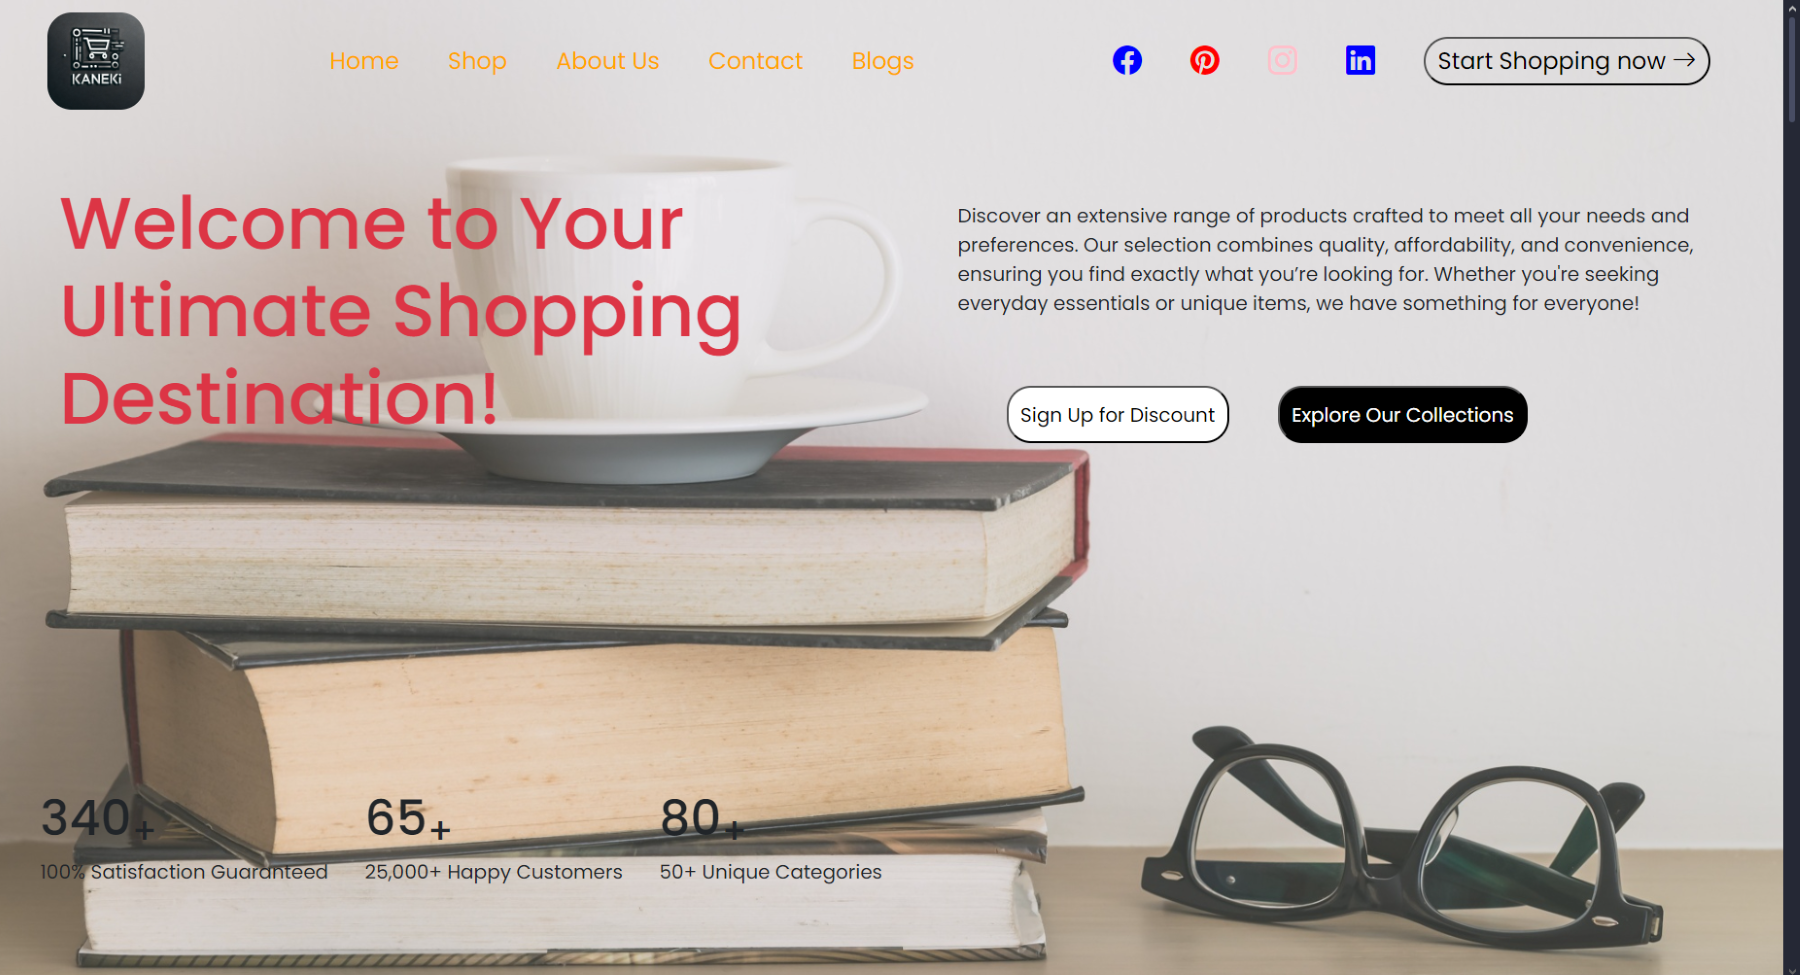 KANEKi
Home
Shop
About Us
Contact
Blogs
Start Shopping now →
Welcome to Your
Ultimate Shopping
Destination!
Discover an extensive range of products crafted to meet all your needs and
preferences. Our selection combines quality, affordability, and convenience,
ensuring you find exactly what you’re looking for. Whether you're seeking
everyday essentials or unique items, we have something for everyone!
Sign Up for Discount
Explore Our Collections
340+
100% Satisfaction Guaranteed
65+
25,000+ Happy Customers
80+
50+ Unique Categories